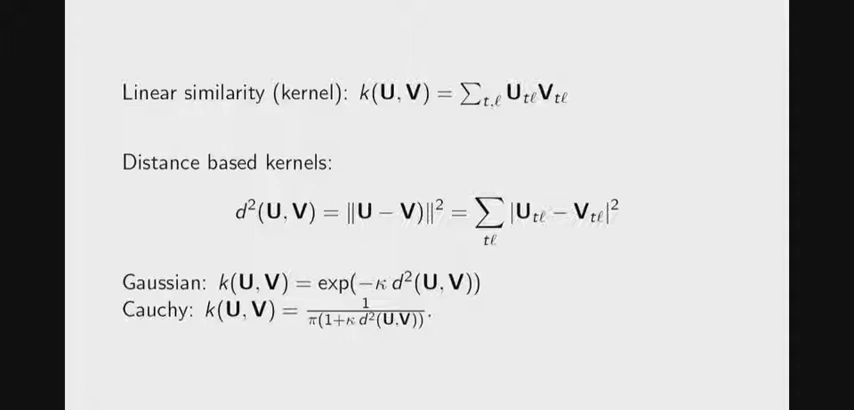 Linear similarity (kernel): k(U, V) = ∑_{t,ℓ} U_{tℓ}V_{tℓ}
Distance based kernels:
d²(U, V) = ‖U − V)‖² = ∑_{tℓ} |U_{tℓ} − V_{tℓ}|²
Gaussian: k(U, V) = exp(−κ d²(U, V))
Cauchy: k(U, V) = \frac{1}{π(1+κ d²(U,V))}.